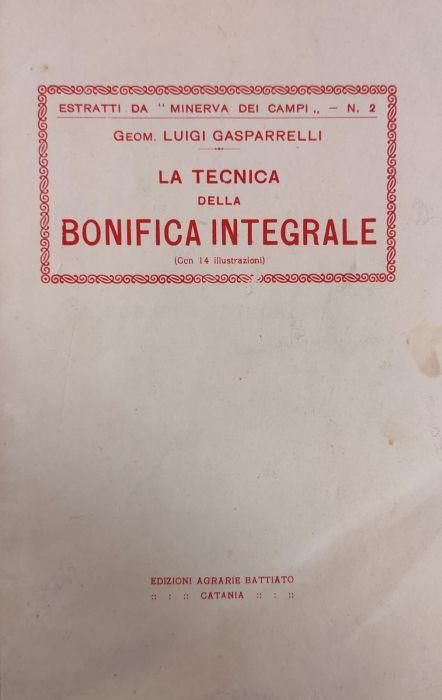 ESTRATTI DA " MINERVA DEI CAMPI „ - N. 2
GEOM. LUIGI GASPARRELLI
LA TECNICA
DELLA
BONIFICA INTEGRALE
(Con 14 illustrazioni)
EDIZIONI AGRARIE BATTIATO
:: : :: CATANIA :: : ::